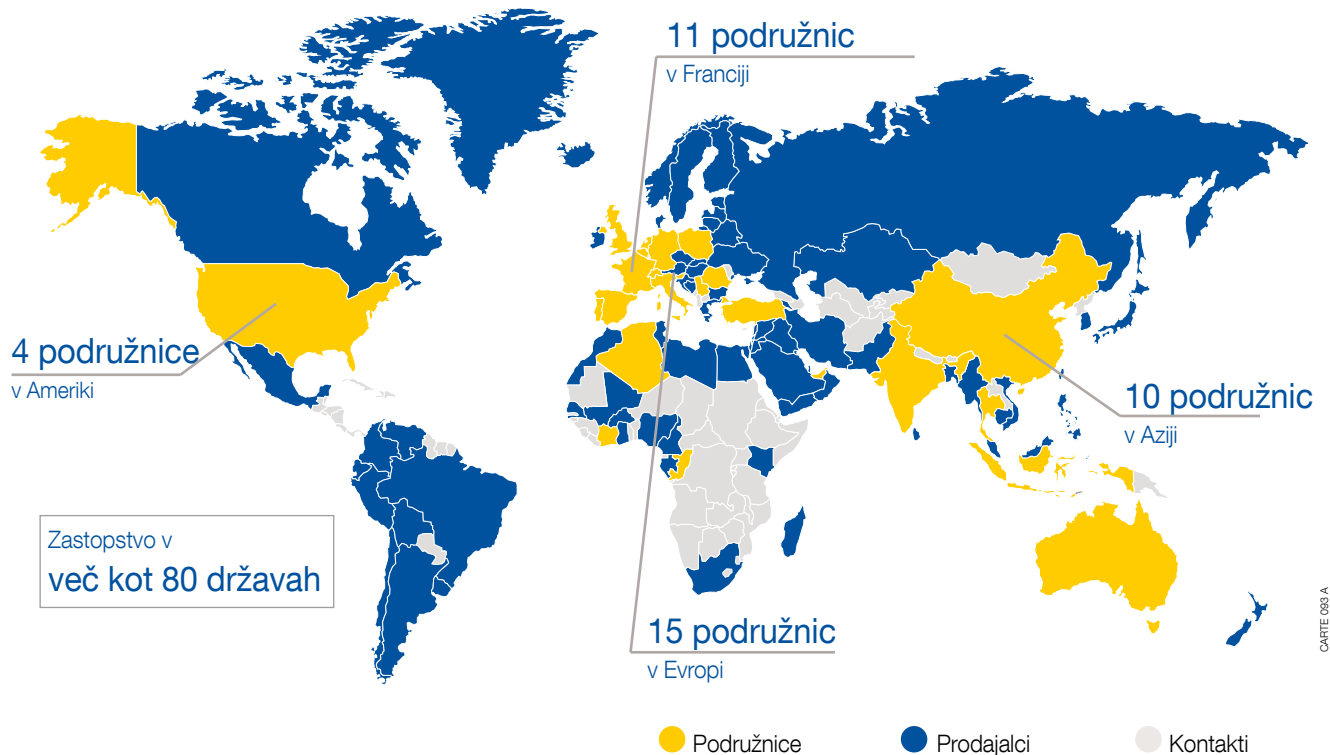 11 podružnic
v Franciji
4 podružnice
v Ameriki
10 podružnic
v Aziji
Zastopstvo v
več kot 80 državah
15 podružnic
v Evropi
CARTE 093 A
Podružnice
Prodajalci
Kontakti